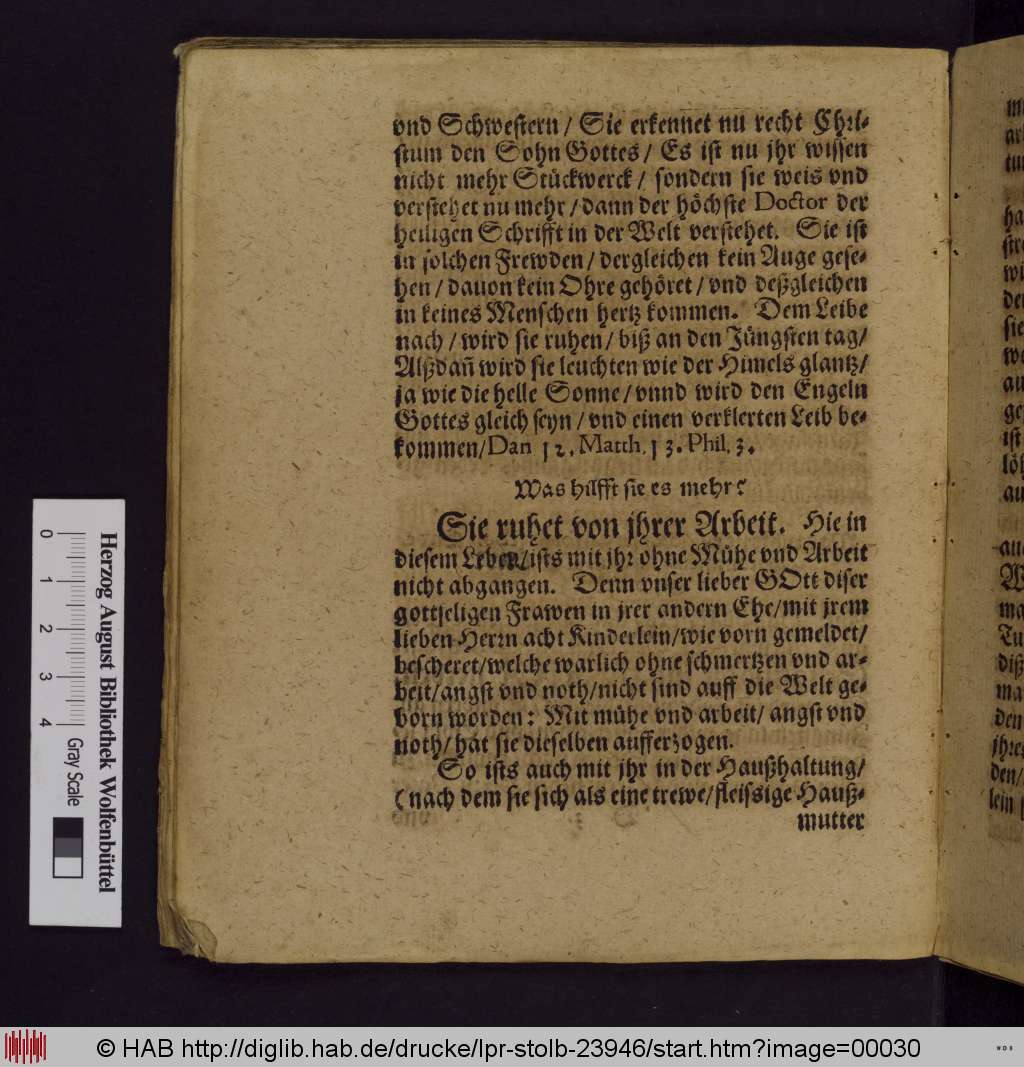 vnd Schwestern / Sie erkennet nu recht Chri-
stum den Sohn Gottes / Es ist nu jhr wissen
nicht mehr Stückwerck / sondern sie weis vnd
verstehet nu mehr / dann der höchste Doctor der
heiligen Schrifft in der Welt verstehet. Sie ist
in solchen Frewden / dergleichen kein Auge gese-
hen / dauon kein Ohre gehöret / vnd deßgleichen
in keines Menschen hertz kommen. Dem Leibe
nach / wird sie ruhen / biß an den Jüngsten tag/
Alßdañ wird sie leuchten wie der Himels glantz/
ja wie die helle Sonne / vnnd wird den Engeln
Gottes gleich seyn / vnd einen verklerten Leib be-
kommen/Dan 12. Matth. 13. Phil. 3.
Was hilfft sie es mehr?
Sie ruhet von jhrer Arbeit. Hie in
diesem Leben/ists mit jhr ohne Mühe vnd Arbeit
nicht abgangen. Denn vnser lieber GOtt diser
gottseligen Frawen in jrer andern Ehe/mit jrem
lieben Herrn acht Kinderlein/wie vorn gemeldet/
bescheret/welche warlich ohne schmertzen vnd ar-
beit/angst vnd noth/nicht sind auff die Welt ge-
born worden: Mit mühe vnd arbeit/ angst vnd
noth/ hat sie dieselben aufferzogen.
So ists auch mit jhr in der Haußhaltung/
(nach dem sie sich als eine trewe/fleissige Hauß-
mutter
Herzog August Bibliothek Wolfenbüttel
0 1 2 3 4 Gray Scale
© HAB http://diglib.hab.de/drucke/lpr-stolb-23946/start.htm?image=00030